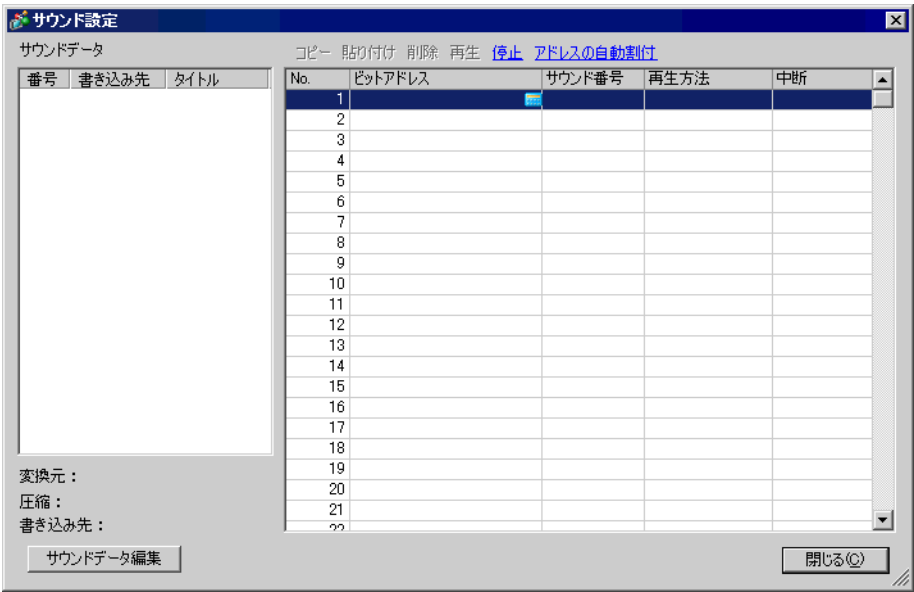 サウンド設定
サウンドデータ
コピー 貼り付け 削除 再生 停止 アドレスの自動割付
番号 書き込み先 タイトル
No. ビットアドレス サウンド番号 再生方法 中断
1
2
3
4
5
6
7
8
9
10
11
12
13
14
15
16
17
18
19
20
21
22
変換元：
圧縮：
書き込み先：
サウンドデータ編集
閉じる(C)